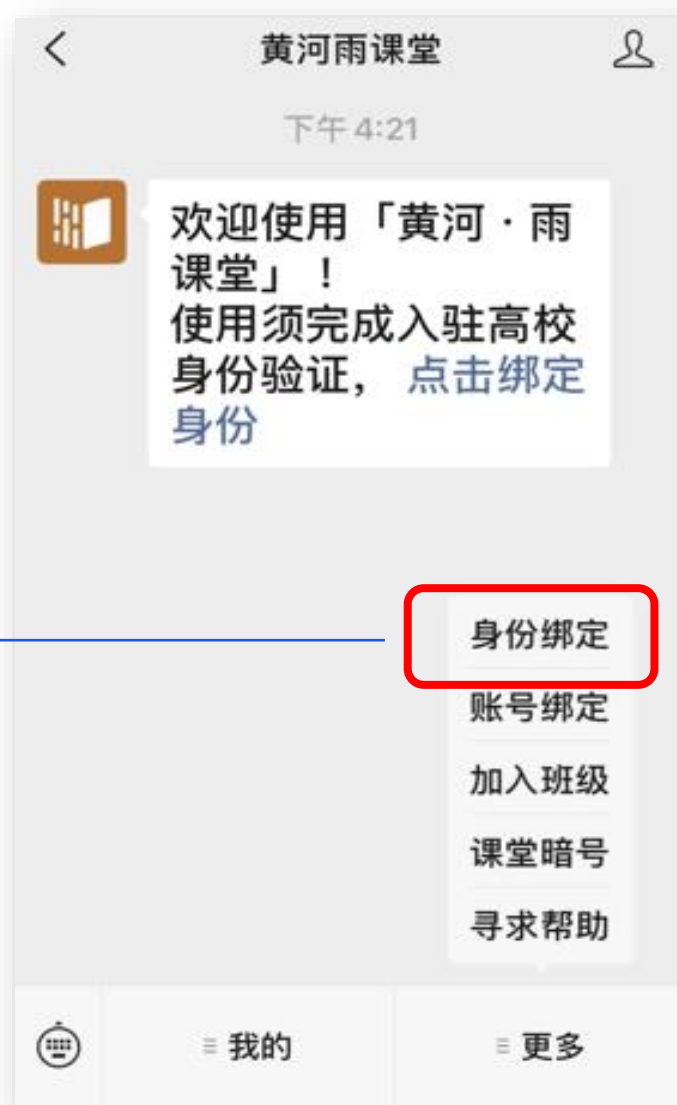 黄河雨课堂
下午 4:21
欢迎使用「黄河·雨
课堂」！
使用须完成入驻高校
身份验证，点击绑定
身份
身份绑定
账号绑定
加入班级
课堂暗号
寻求帮助
我的
更多